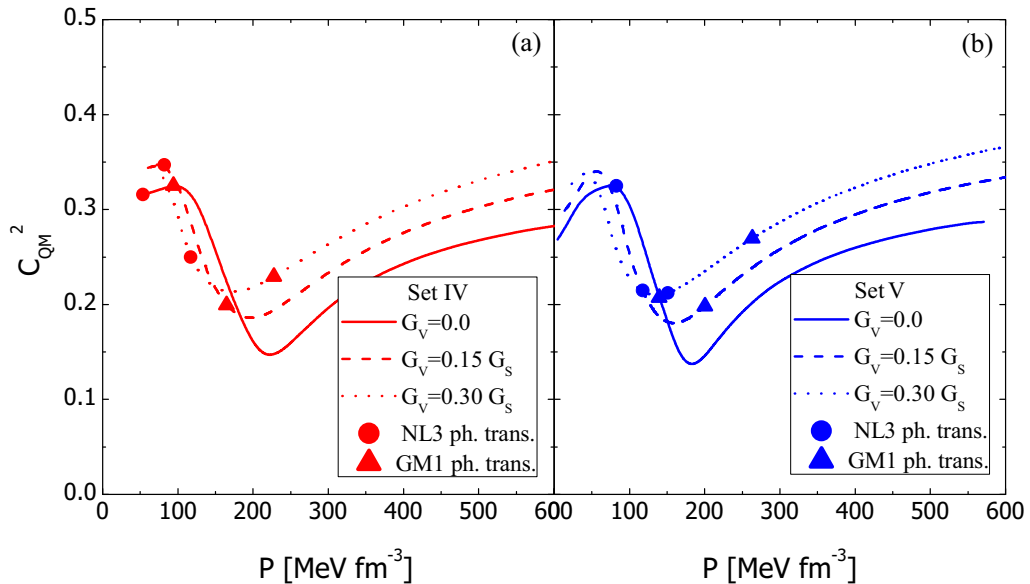 0.5
0.4
0.3
0.2
0.1
0.0
C_QM^2
(a)
(b)
Set IV
G_V=0.0
G_V=0.15 G_S
G_V=0.30 G_S
NL3 ph. trans.
GM1 ph. trans.
Set V
G_V=0.0
G_V=0.15 G_S
G_V=0.30 G_S
NL3 ph. trans.
GM1 ph. trans.
0 100 200 300 400 500 600 100 200 300 400 500 600
P [MeV fm^-3] P [MeV fm^-3]